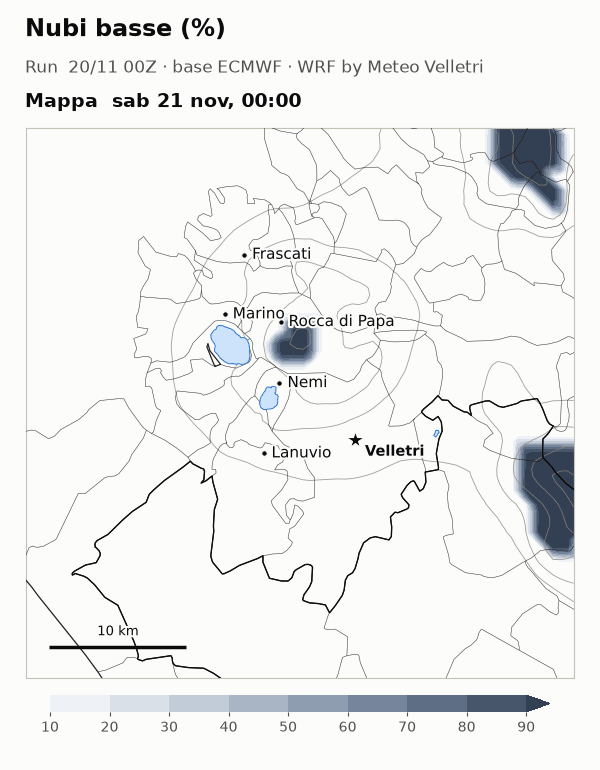 Nubi basse (%)
Run  20/11 00Z · base ECMWF · WRF by Meteo Velletri
Mappa  sab 21 nov, 00:00
Frascati
Marino
Rocca di Papa
Nemi
Velletri
Lanuvio
10 km
10 20 30 40 50 60 70 80 90